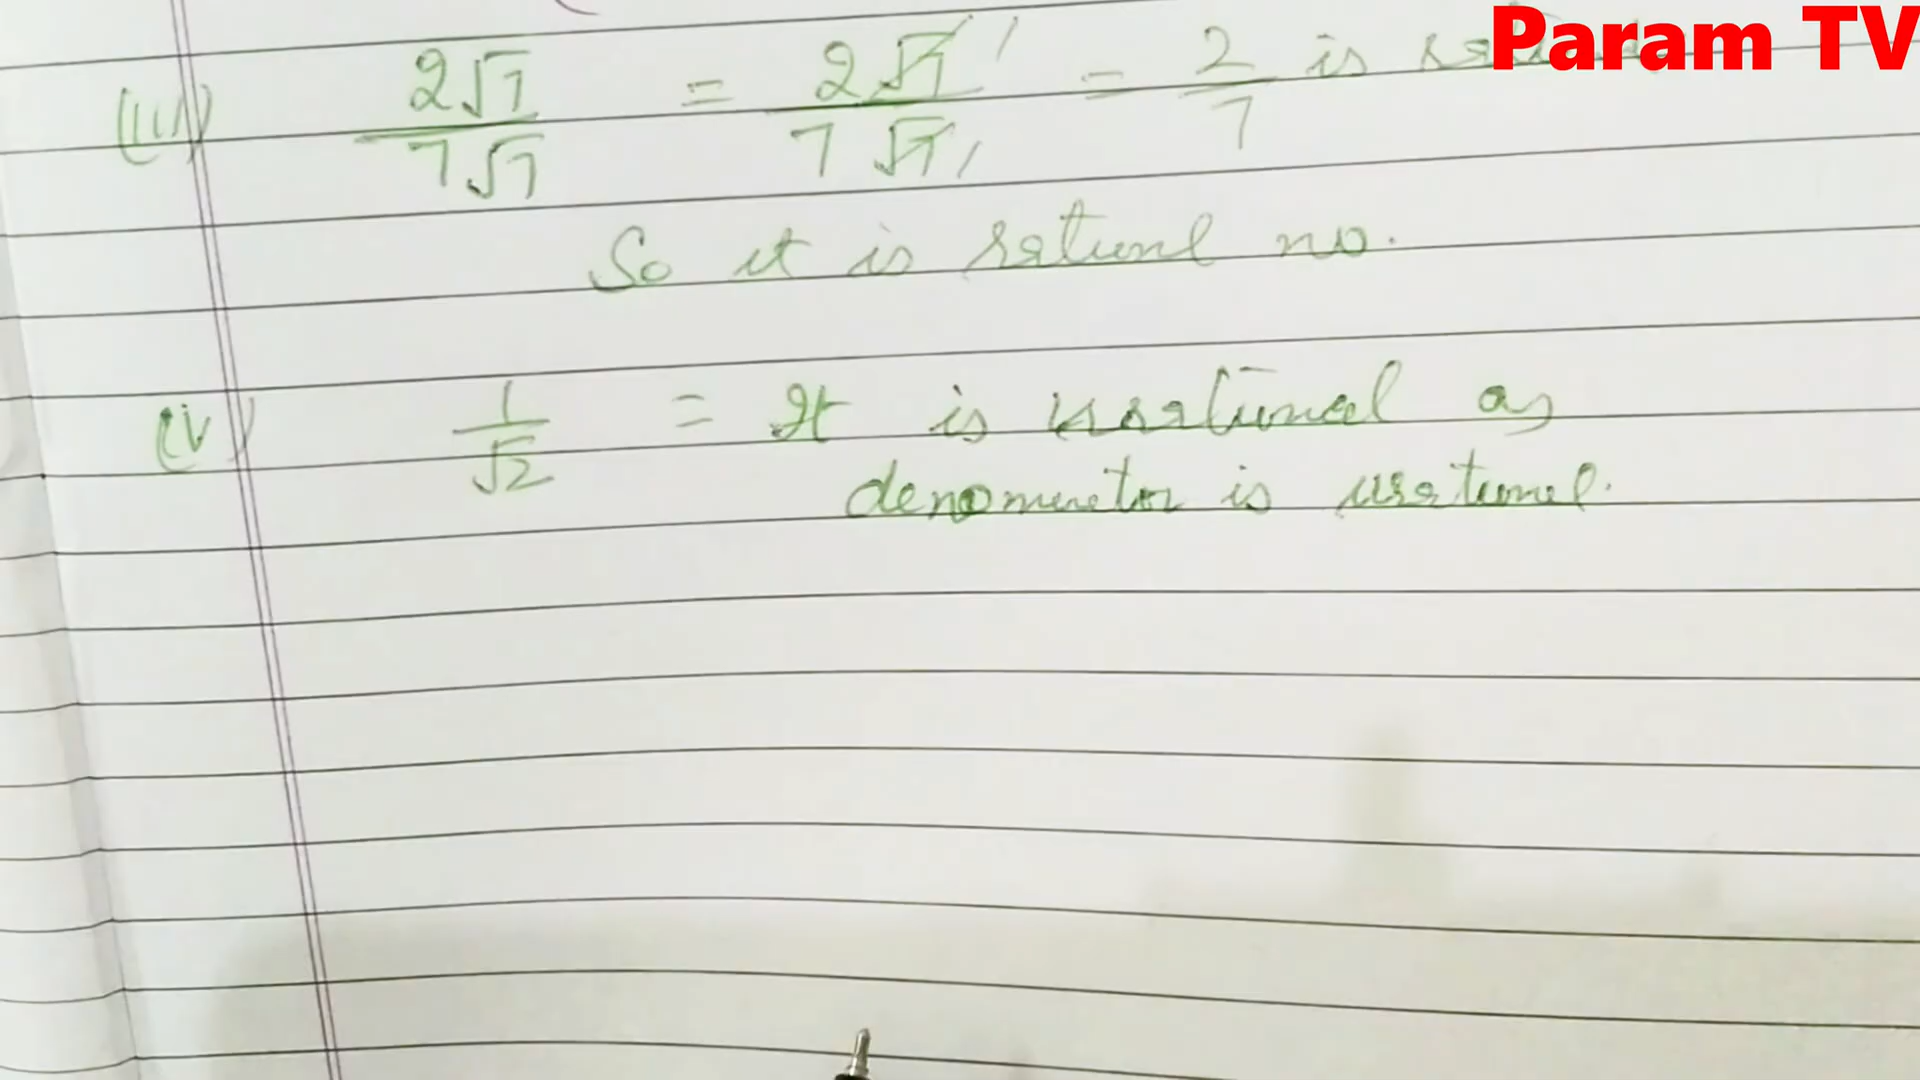 Param TV
(iii) 2√7 / 7√7 = 2√7 / 7√7 = 2/7 is
So it is rational no.
(iv) 1/√2 = It is irrational as
denominator is irrational.